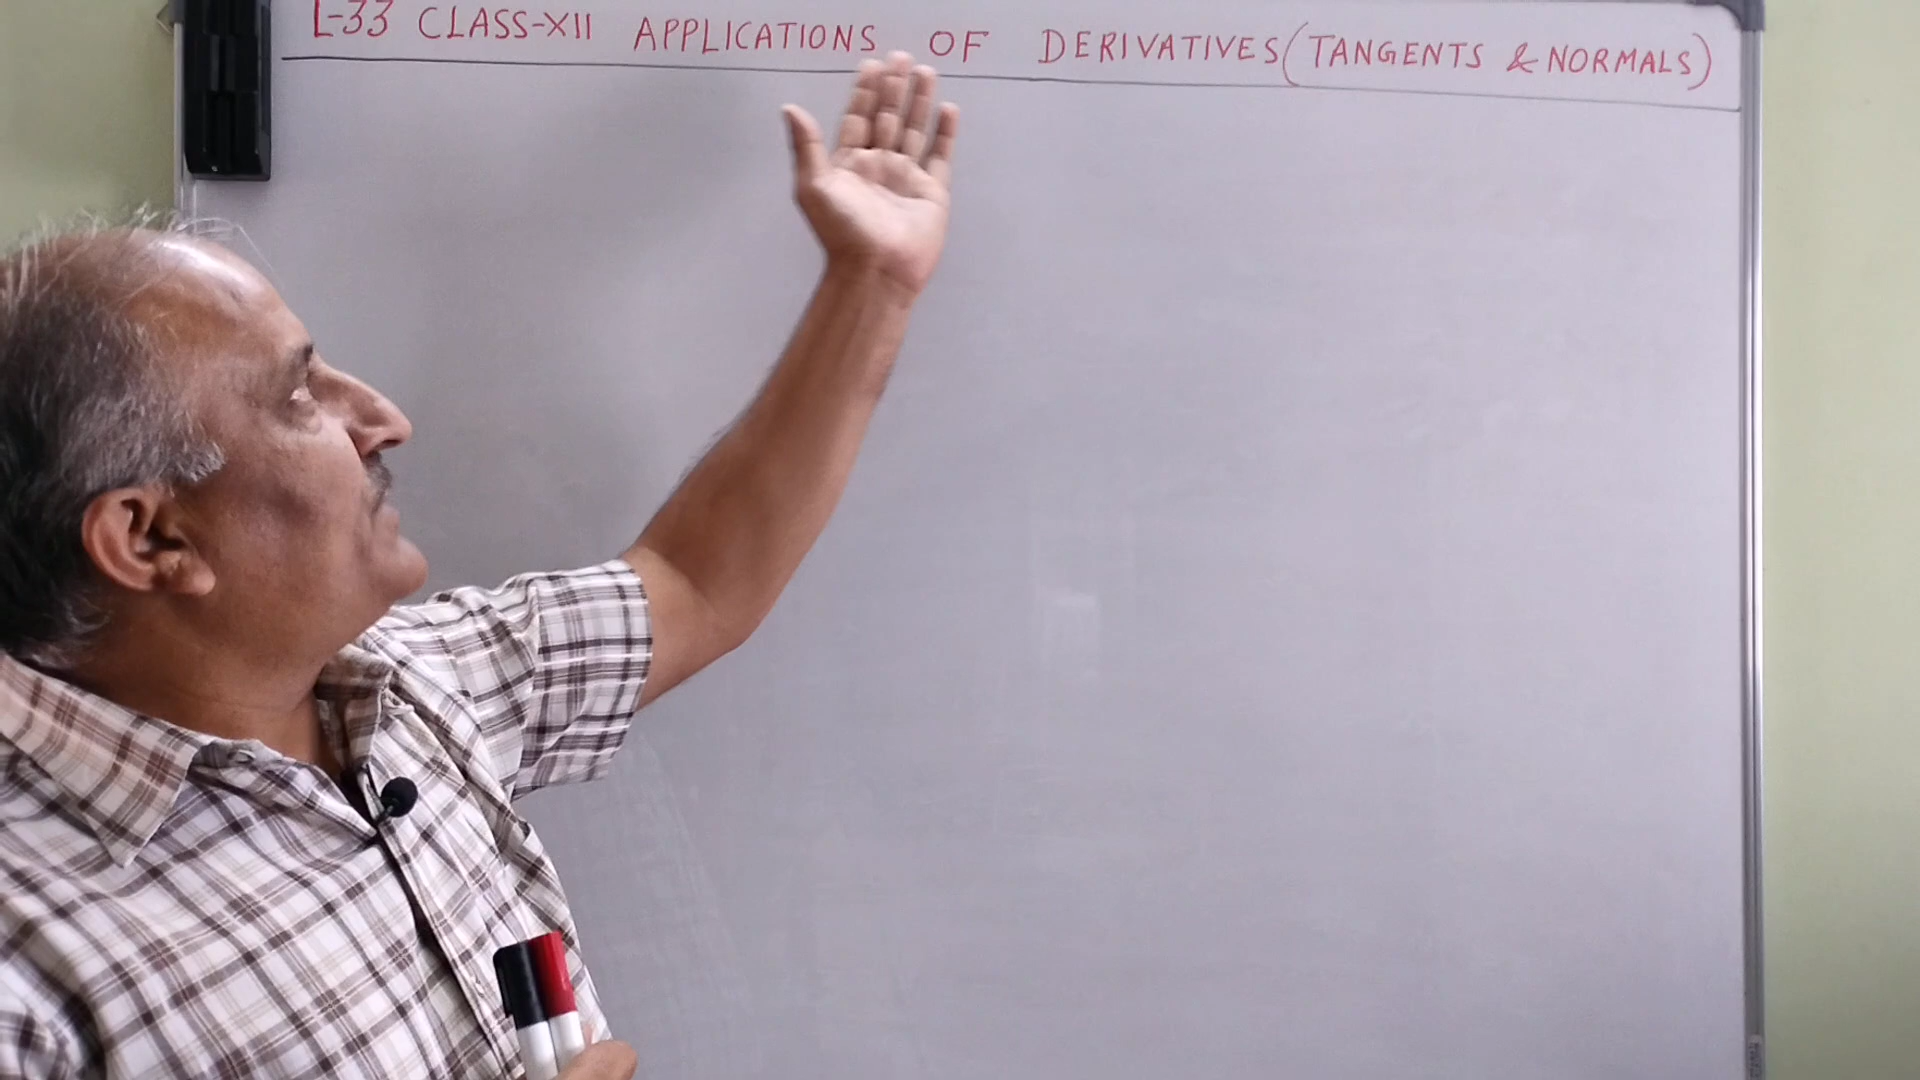 L-33 CLASS-XII APPLICATIONS OF DERIVATIVES (TANGENTS & NORMALS)